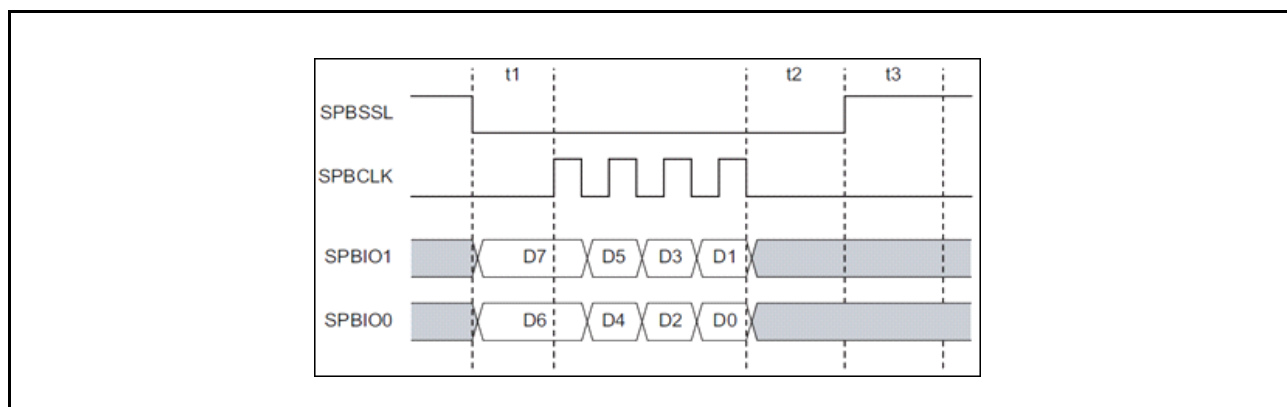 t1 t2 t3
SPBSSL
SPBCLK
SPBIO1 D7 D5 D3 D1
SPBIO0 D6 D4 D2 D0